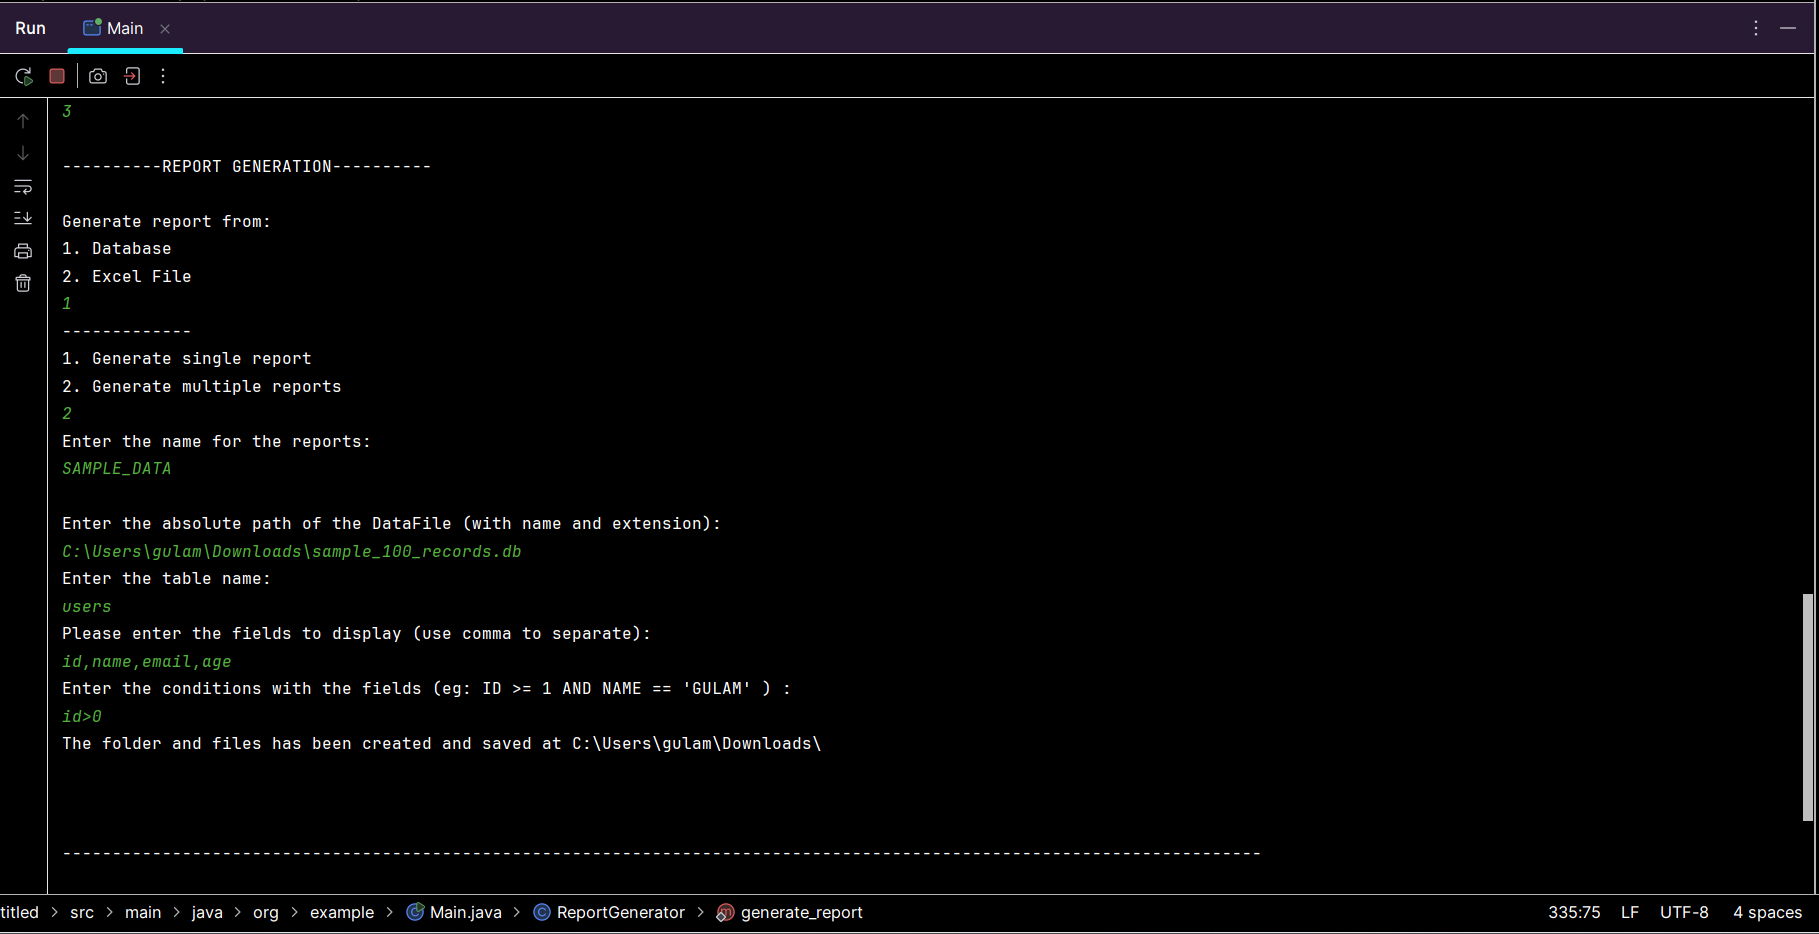 Run Main
3
----------REPORT GENERATION----------
Generate report from:
1. Database
2. Excel File
1
-------------
1. Generate single report
2. Generate multiple reports
2
Enter the name for the reports:
SAMPLE_DATA
Enter the absolute path of the DataFile (with name and extension):
C:\Users\gulam\Downloads\sample_100_records.db
Enter the table name:
users
Please enter the fields to display (use comma to separate):
id,name,email,age
Enter the conditions with the fields (eg: ID >= 1 AND NAME == 'GULAM' ) :
id>0
The folder and files has been created and saved at C:\Users\gulam\Downloads\
------------------------------------------------------------------------------------------------------------------------
titled > src > main > java > org > example > Main.java > ReportGenerator > generate_report 335:75 LF UTF-8 4 spaces